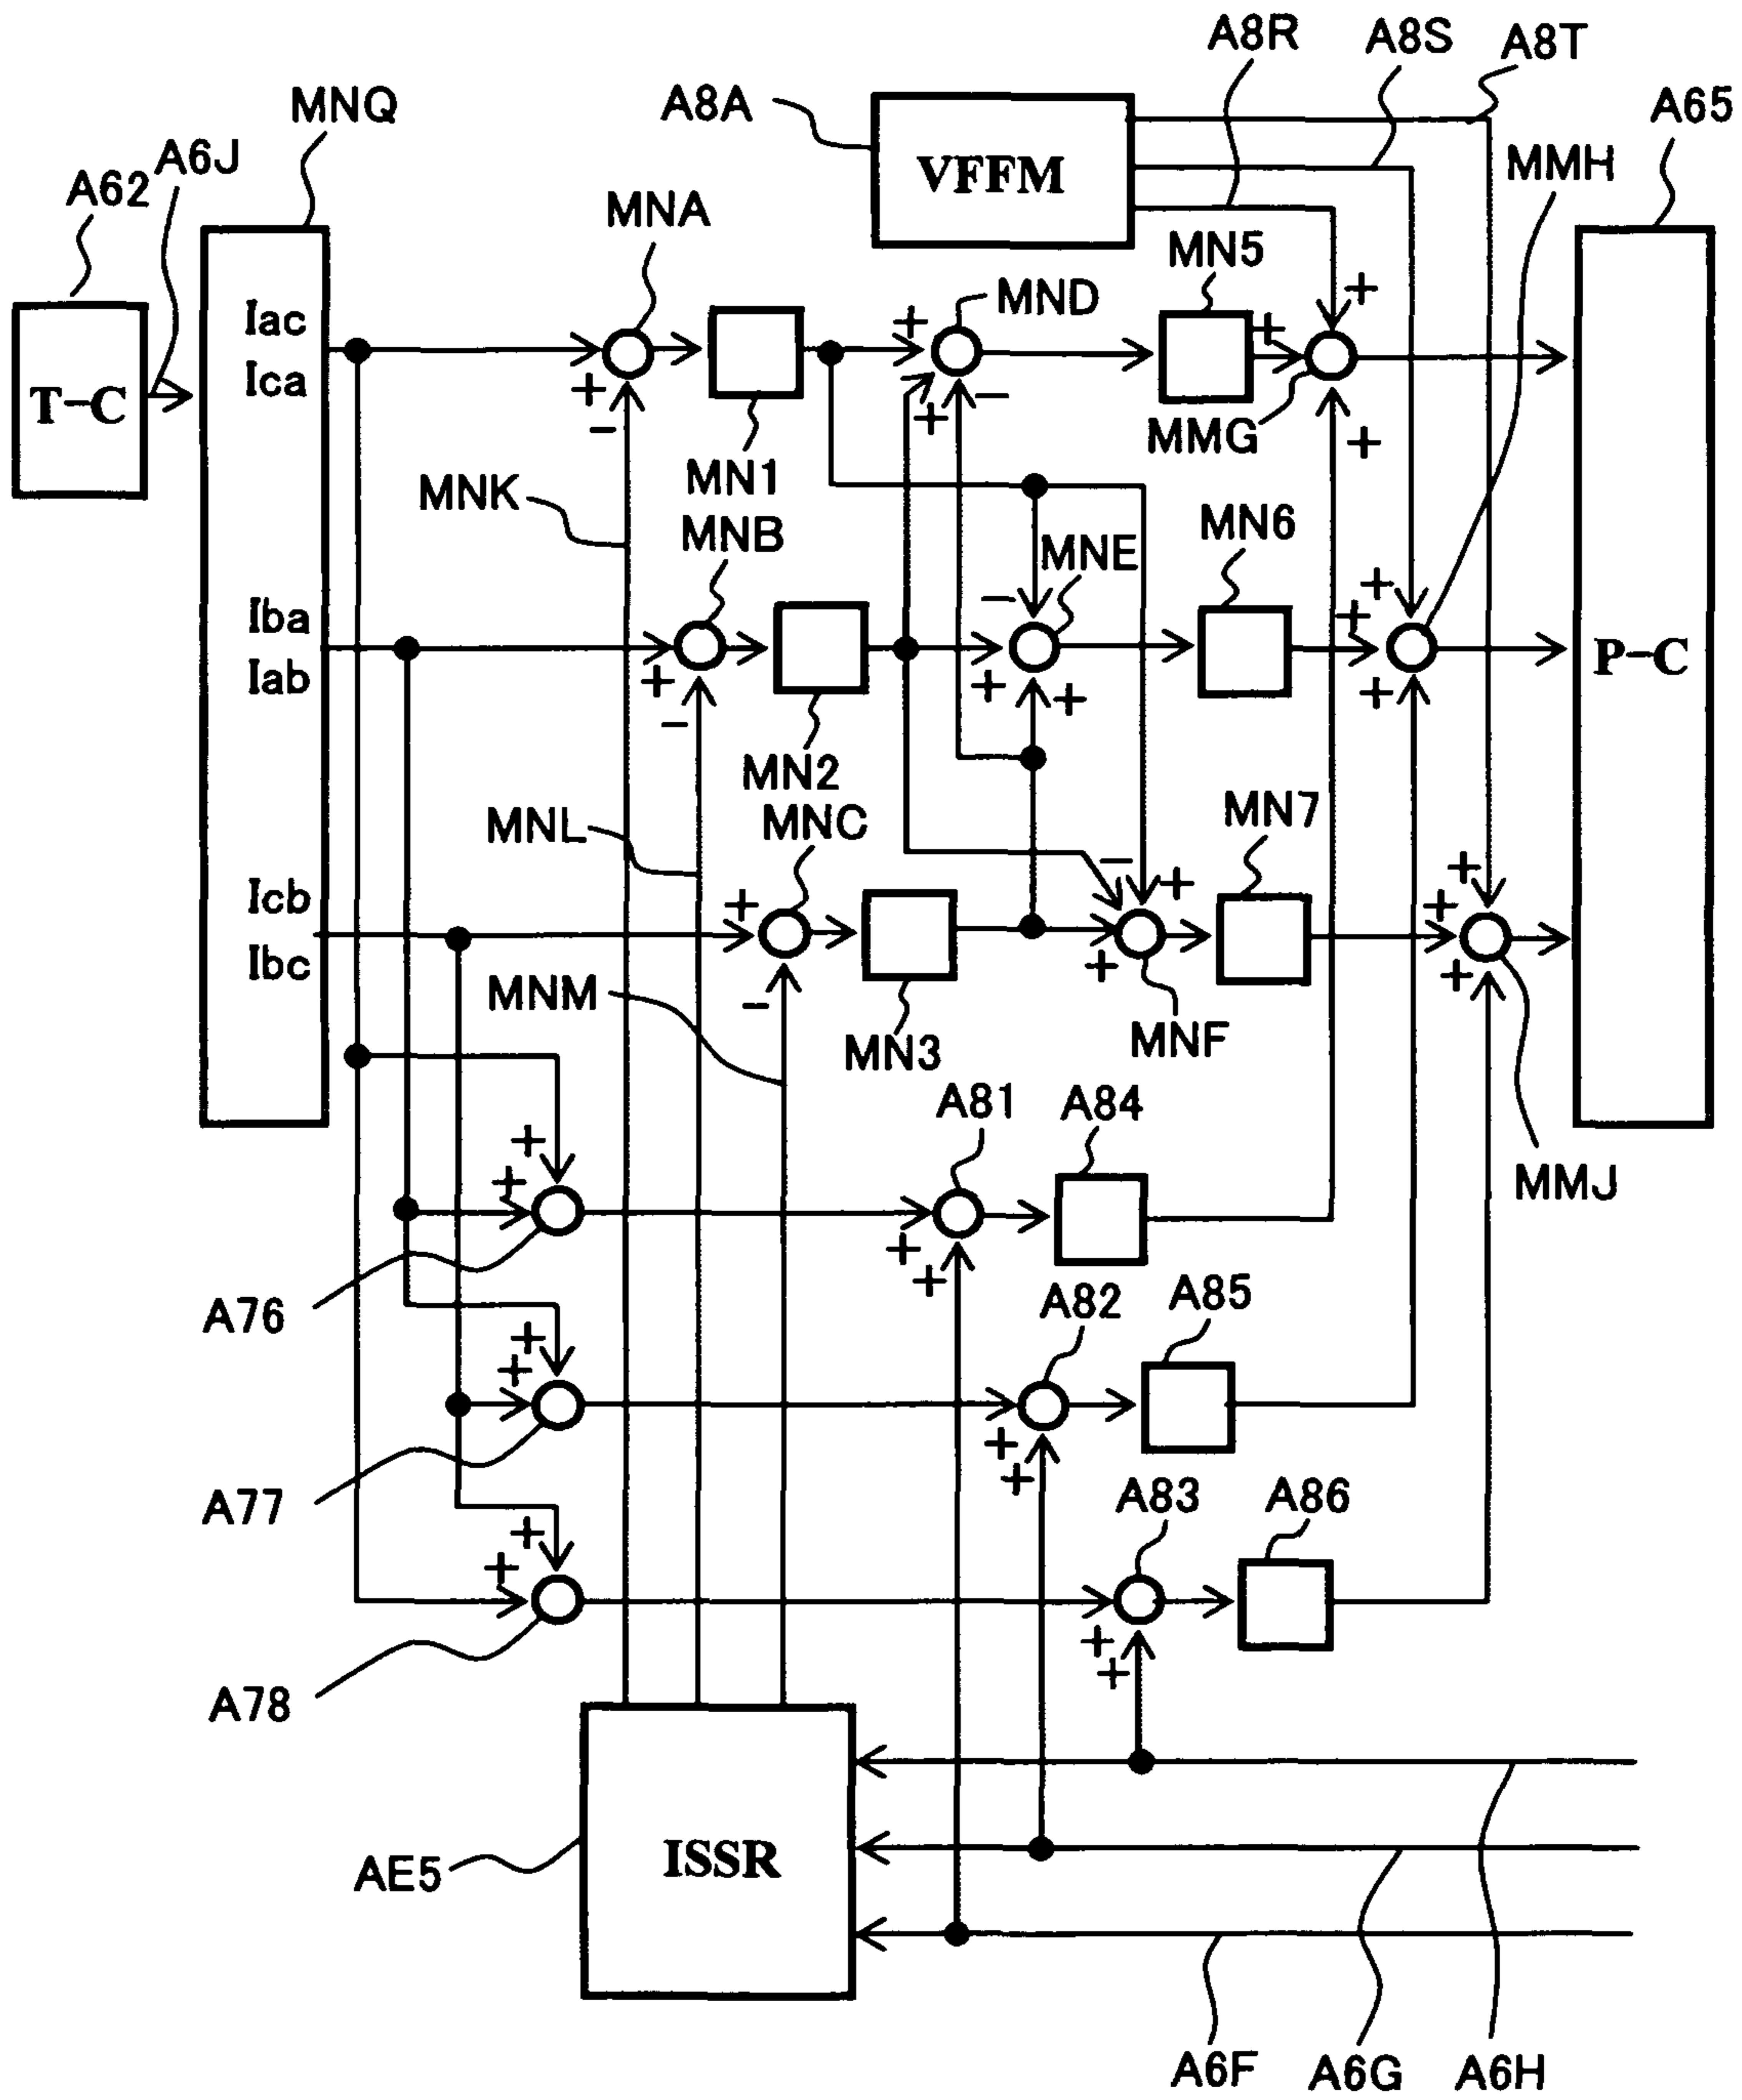 A8R A8S A8T
MNQ A8A A65
A6J VFFM MMH
A62 MNA
MN5
Iac MND
Ica
T-C
MMG
MN1
MNK
MNB MN6
MNE
Iba
Iab P-C
MN2
MNL MNC MN7
Icb
Ibc
MNM
MNF
MN3
A81 A84
MMJ
A76 A82 A85
A77 A83 A86
A78
ISSR
AE5
A6F A6G A6H